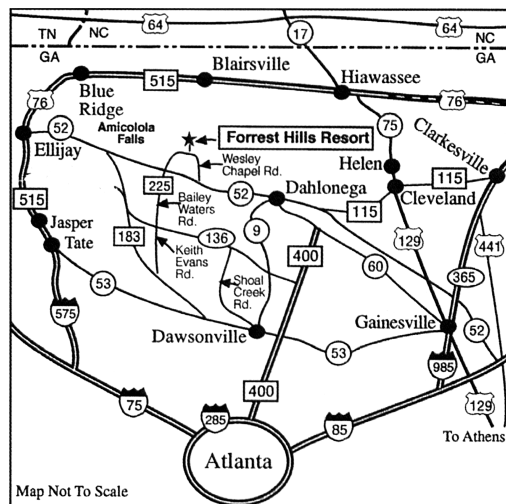 64
64
TN
NC
17
NC
GA
GA
Blairsville
Hiawassee
515
Blue
Ridge
76
76
52
Amicolola
Falls
Forrest Hills Resort
75
Clarkesville
Ellijay
Wesley
Chapel Rd.
Helen
115
225
52
Dahlonega
Cleveland
515
Bailey
Waters
Rd.
115
Jasper
Tate
183
136
9
129
441
Keith
Evans
Rd.
400
60
365
53
Shoal
Creek
Rd.
575
Dawsonville
Gainesville
52
53
985
75
400
285
85
129
To Athens
Atlanta
Map Not To Scale